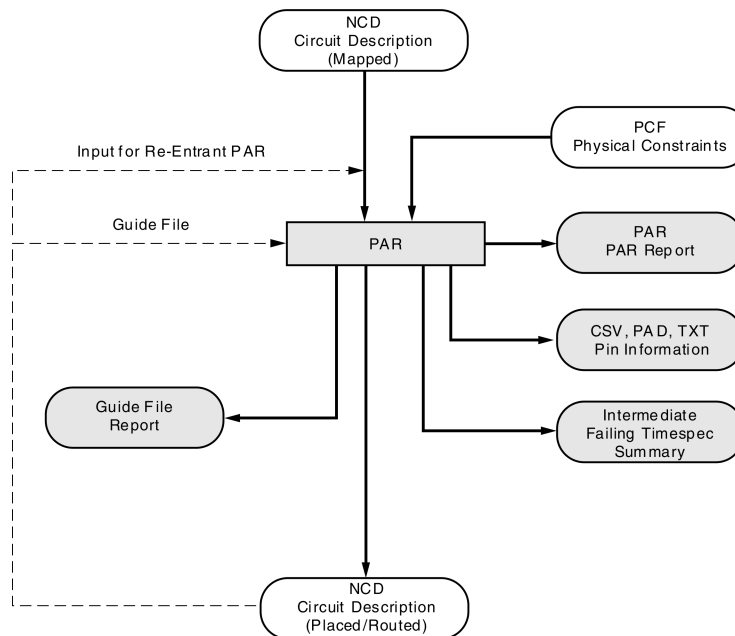 NCD
Circuit Description
(Mapped)
PCF
Physical Constraints
Input for Re-Entrant PAR
Guide File
PAR
PAR
PAR Report
CSV, PAD, TXT
Pin Information
Guide File
Report
Intermediate
Failing Timespec
Summary
NCD
Circuit Description
(Placed/Routed)